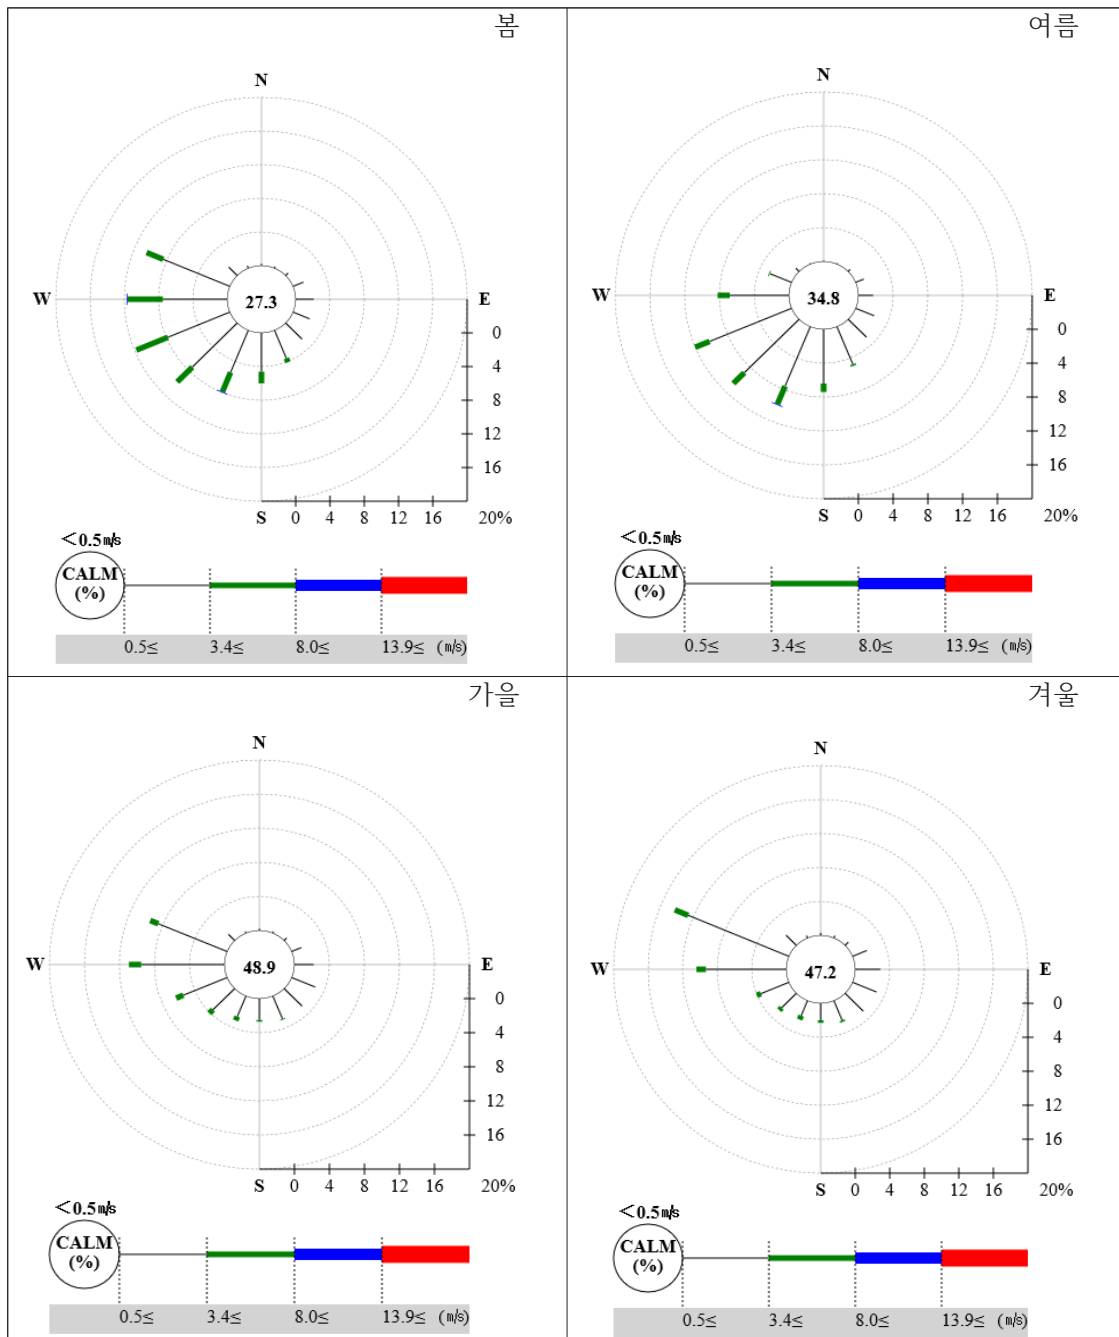 봄
N
W
27.3
E
0
4
8
12
16
S 0 4 8 12 16 20%
<0.5㎧
CALM
(%)
0.5≤ 3.4≤ 8.0≤ 13.9≤ (㎧)
여름
N
W
34.8
E
0
4
8
12
16
S 0 4 8 12 16 20%
<0.5㎧
CALM
(%)
0.5≤ 3.4≤ 8.0≤ 13.9≤ (㎧)
가을
N
W
48.9
E
0
4
8
12
16
S 0 4 8 12 16 20%
<0.5㎧
CALM
(%)
0.5≤ 3.4≤ 8.0≤ 13.9≤ (㎧)
겨울
N
W
47.2
E
0
4
8
12
16
S 0 4 8 12 16 20%
<0.5㎧
CALM
(%)
0.5≤ 3.4≤ 8.0≤ 13.9≤ (㎧)